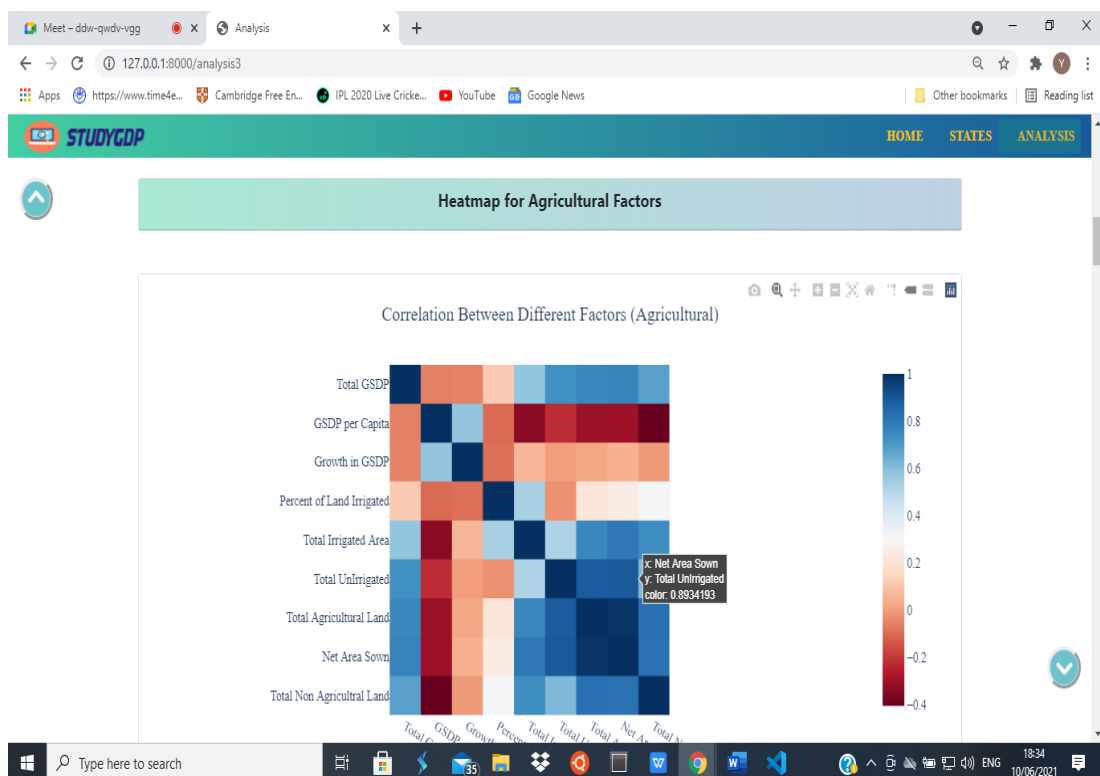 Meet – ddw-qwdv-vgg
Analysis
127.0.0.1:8000/analysis3
Y
Apps https://www.time4e... Cambridge Free En... IPL 2020 Live Cricke... YouTube Google News Other bookmarks Reading list
STUDYGDP HOME STATES ANALYSIS
Heatmap for Agricultural Factors
Correlation Between Different Factors (Agricultural)
Total GSDP
GSDP per Capita
Growth in GSDP
Percent of Land Irrigated
Total Irrigated Area
Total UnIrrigated
Total Agricultural Land
Net Area Sown
Total Non Agricultral Land
x: Net Area Sown
y: Total UnIrrigated
color: 0.8934193
1
0.8
0.6
0.4
0.2
0
−0.2
−0.4
Type here to search
35
ENG
18:34
10/06/2021